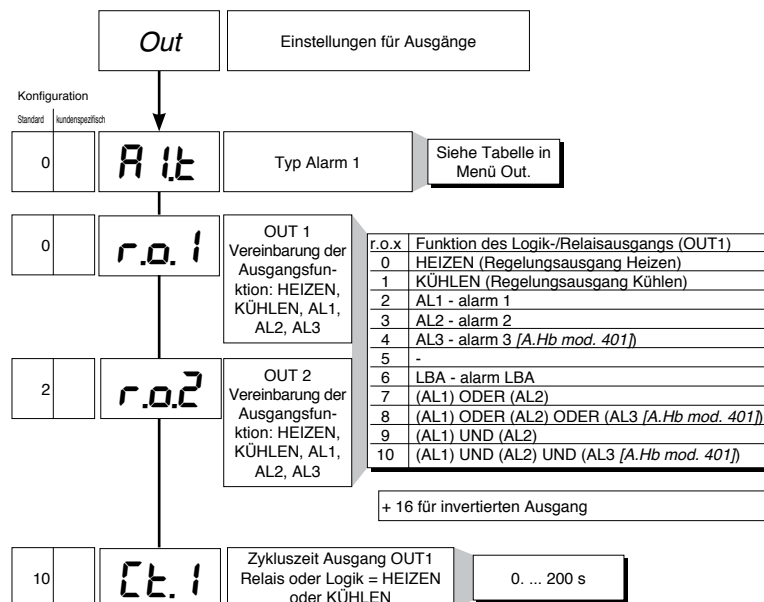 Out
Einstellungen für Ausgänge
Konfiguration
Standard
kundenspezifisch
0
A1.t
Typ Alarm 1
Siehe Tabelle in
Menü Out.
0
r.o.1
OUT 1
Vereinbarung der
Ausgangsfun-
ktion: HEIZEN,
KÜHLEN, AL1,
AL2, AL3
r.o.x Funktion des Logik-/Relaisausgangs (OUT1)
0 HEIZEN (Regelungsausgang Heizen)
1 KÜHLEN (Regelungsausgang Kühlen)
2 AL1 - alarm 1
3 AL2 - alarm 2
4 AL3 - alarm 3 [A.Hb mod. 401])
5 -
6 LBA - alarm LBA
7 (AL1) ODER (AL2)
8 (AL1) ODER (AL2) ODER (AL3 [A.Hb mod. 401])
9 (AL1) UND (AL2)
10 (AL1) UND (AL2) UND (AL3 [A.Hb mod. 401])
+ 16 für invertierten Ausgang
2
r.o.2
OUT 2
Vereinbarung der
Ausgangsfun-
ktion: HEIZEN,
KÜHLEN, AL1,
AL2, AL3
10
Ct.1
Zykluszeit Ausgang OUT1
Relais oder Logik = HEIZEN
oder KÜHLEN
0. ... 200 s